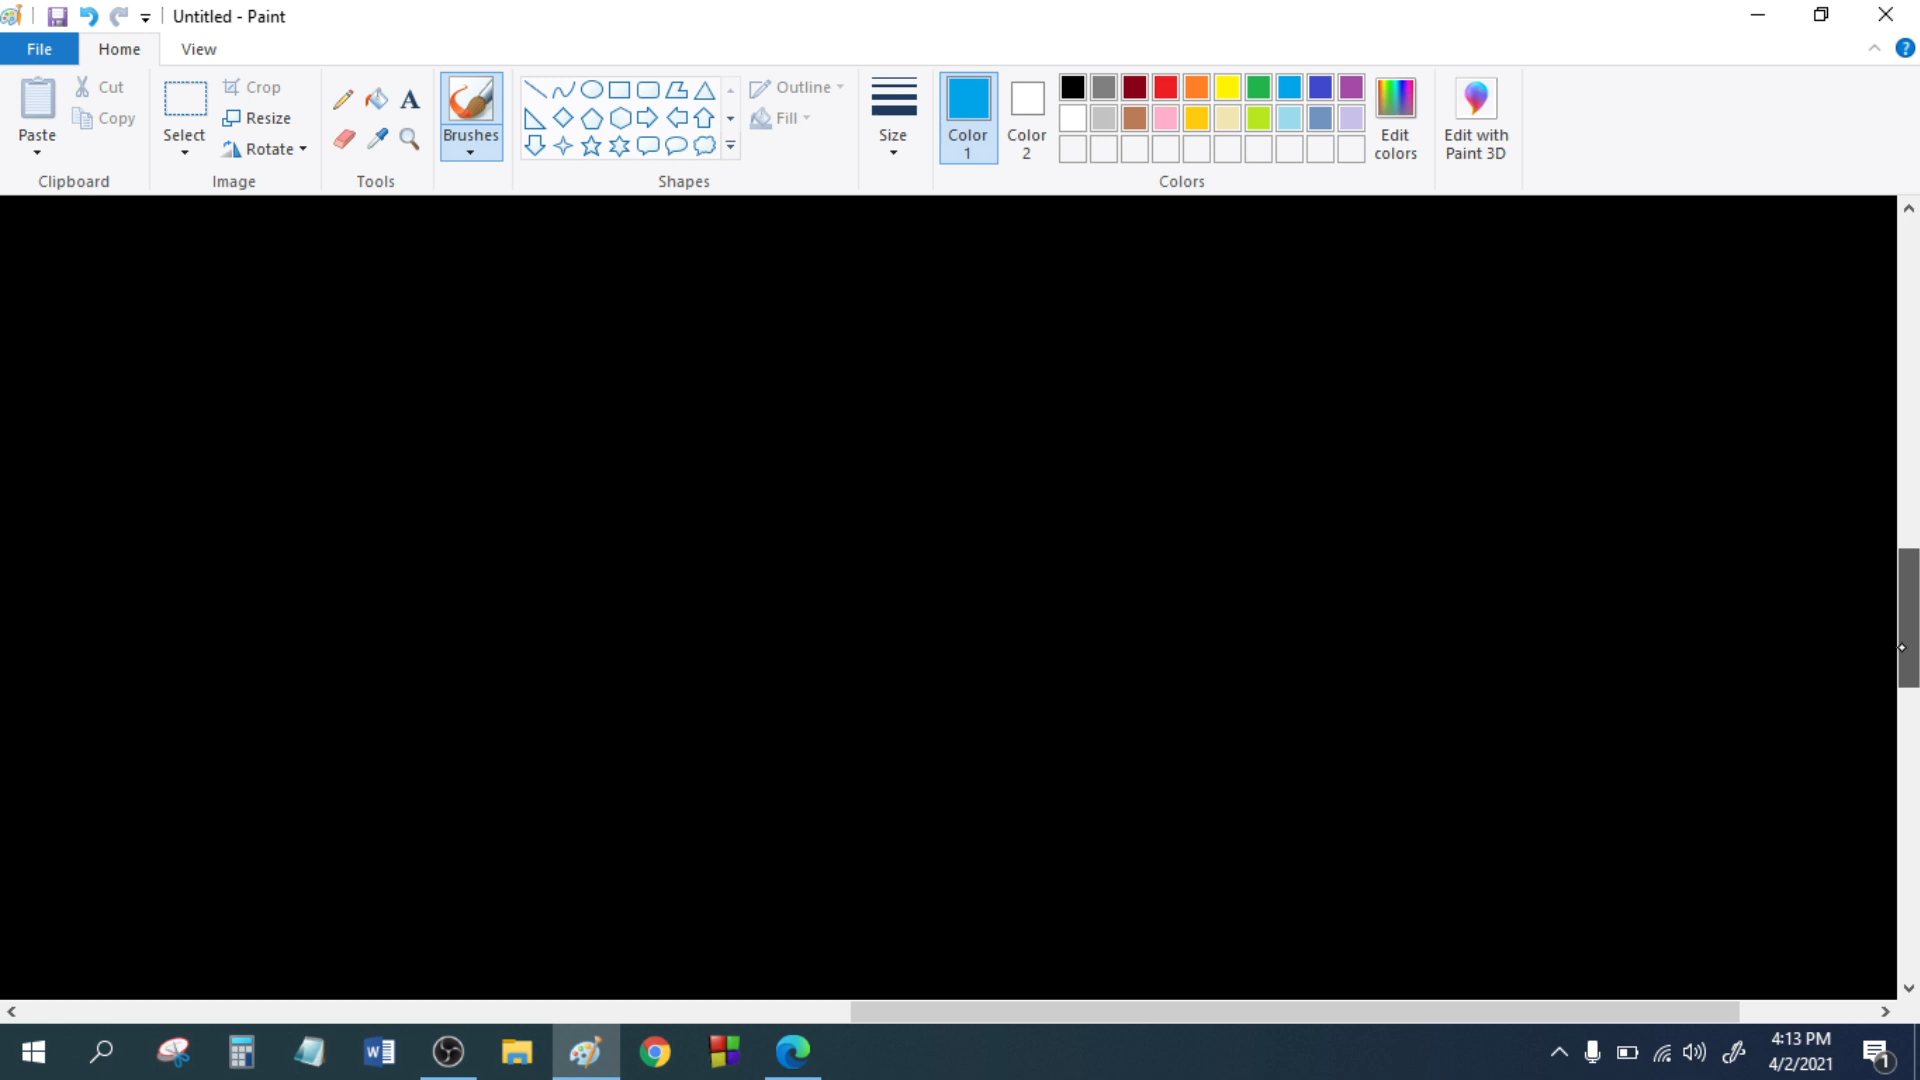 Untitled - Paint
File Home View
Paste
Cut
Copy
Clipboard
Select
Crop
Resize
Rotate
Image
A
Tools
Brushes
Outline
Fill
Shapes
Size
Color 1
Color 2
Edit colors
Colors
Edit with Paint 3D
?
W
4:13 PM
4/2/2021
1